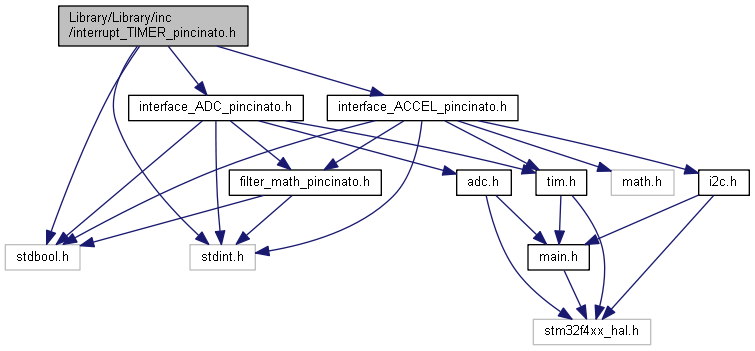 Library/Library/inc
/interrupt_TIMER_pincinato.h
interface_ADC_pincinato.h
interface_ACCEL_pincinato.h
filter_math_pincinato.h
adc.h
tim.h
math.h
i2c.h
stdbool.h
stdint.h
main.h
stm32f4xx_hal.h